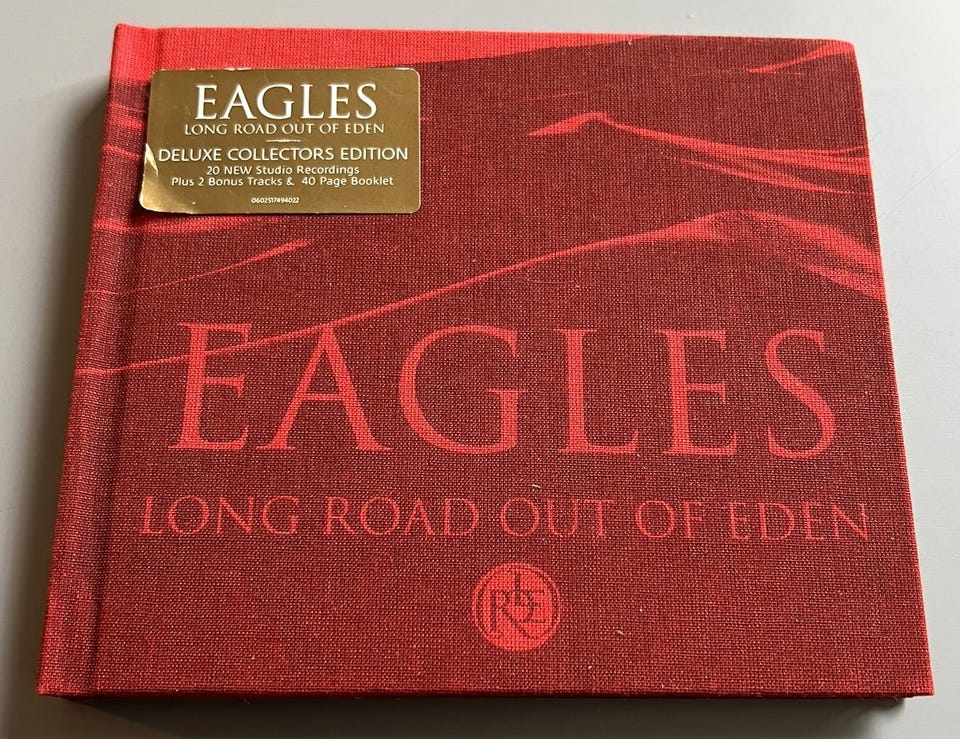 EAGLES
LONG ROAD OUT OF EDEN
DELUXE COLLECTORS EDITION
20 NEW Studio Recordings
Plus 2 Bonus Tracks & 40 Page Booklet
0602517494022
EAGLES
LONG ROAD OUT OF EDEN